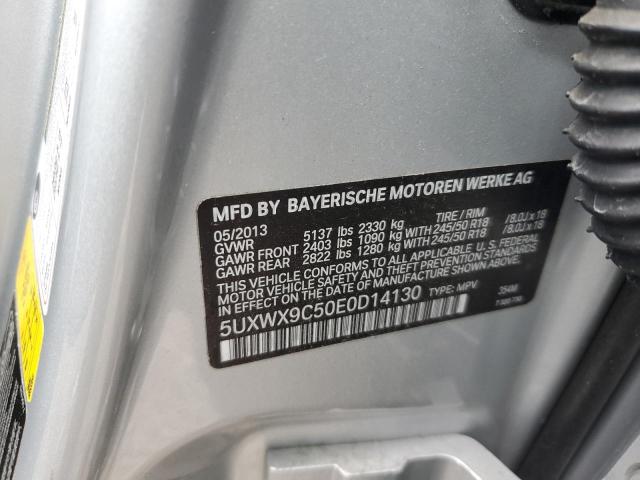 MFD BY BAYERISCHE MOTOREN WERKE AG
05/2013 TIRE / RIM
GVWR 5137 lbs 2330 kg
GAWR FRONT 2403 lbs 1090 kg WITH 245/50 R18 /8.0J x 18
GAWR REAR 2822 lbs 1280 kg WITH 245/50 R18 /8.0J x 18
THIS VEHICLE CONFORMS TO ALL APPLICABLE U.S. FEDERAL
MOTOR VEHICLE SAFETY, BUMPER, AND THEFT PREVENTION
STANDARDS IN EFFECT ON THE DATE OF MANUFACTURE SHOWN ABOVE.
5UXWX9C50E0D14130 TYPE: MPV